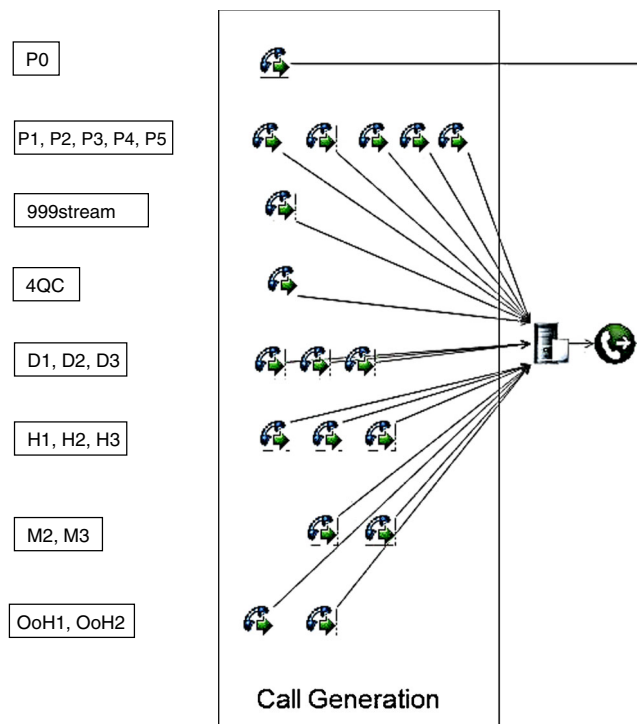 P0
P1, P2, P3, P4, P5
999stream
4QC
D1, D2, D3
H1, H2, H3
M2, M3
OoH1, OoH2
Call Generation